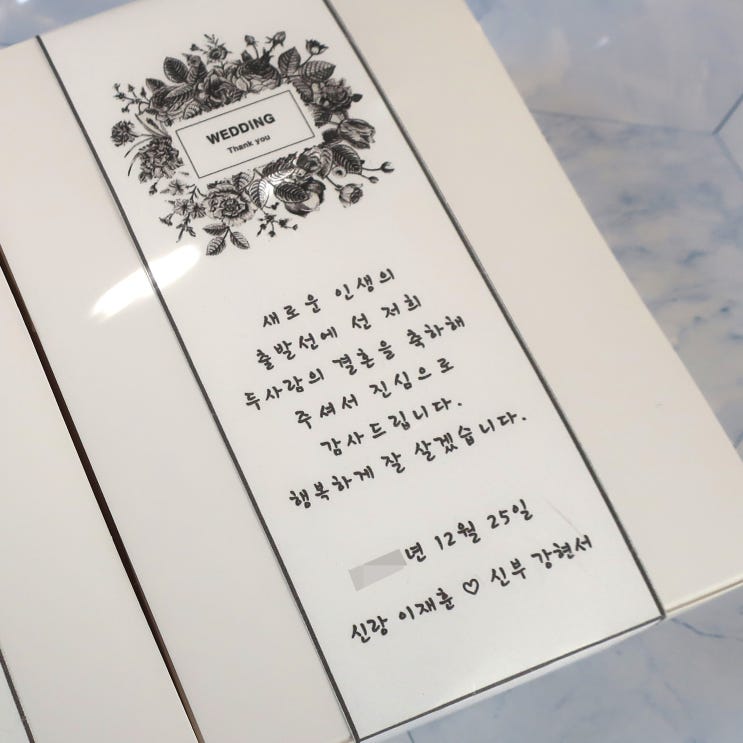 WEDDING
Thank you
새로운 인생의
출발선에 선 저희
두사람의 결혼을 축하해
주셔서 진심으로
감사드립니다.
행복하게 잘 살겠습니다.
년 12월 25일
신랑 이재훈 ♡ 신부 강현서